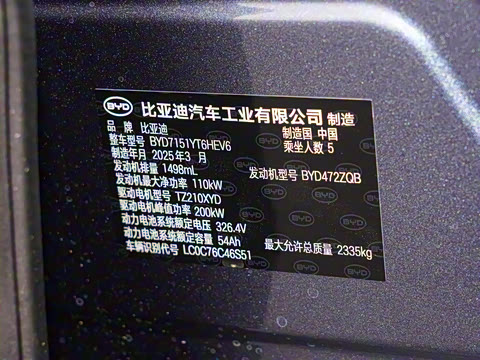 BYD 比亚迪汽车工业有限公司 制造
品 牌 比亚迪 制造国 中国
整车型号 BYD7151YT6HEV6 乘坐人数 5
制造年月 2025年3 月
发动机排量 1498mL 发动机型号 BYD472ZQB
发动机最大净功率 110kW
驱动电机型号 TZ210XYD
驱动电机峰值功率 200kW
动力电池系统额定电压 326.4V
动力电池系统额定容量 54Ah 最大允许总质量 2335kg
车辆识别代号 LC0C76C46S51